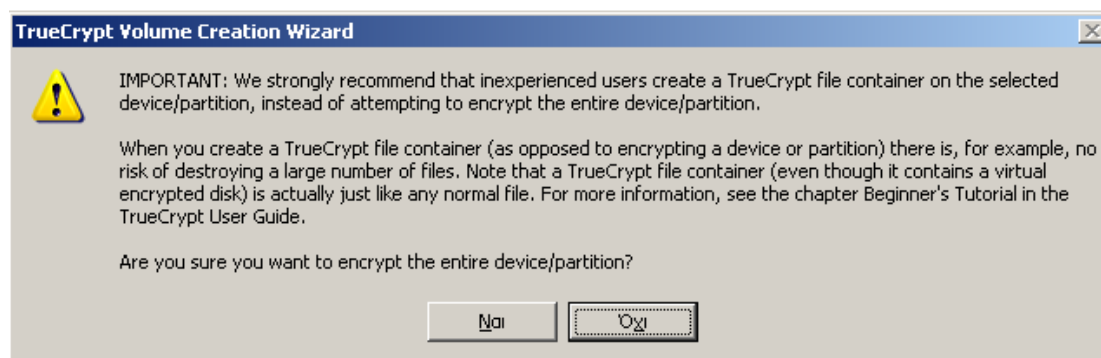 TrueCrypt Volume Creation Wizard
IMPORTANT: We strongly recommend that inexperienced users create a TrueCrypt file container on the selected
device/partition, instead of attempting to encrypt the entire device/partition.
When you create a TrueCrypt file container (as opposed to encrypting a device or partition) there is, for example, no
risk of destroying a large number of files. Note that a TrueCrypt file container (even though it contains a virtual
encrypted disk) is actually just like any normal file. For more information, see the chapter Beginner's Tutorial in the
TrueCrypt User Guide.
Are you sure you want to encrypt the entire device/partition?
Ναι Όχι